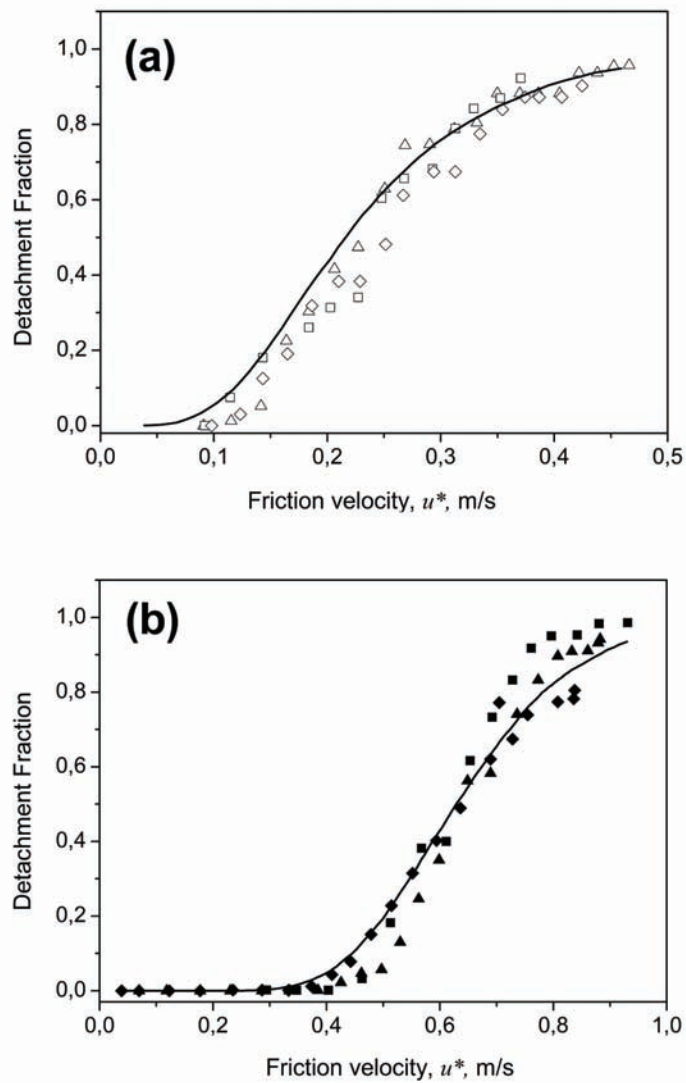 (a)
1,0
0,8
0,6
0,4
0,2
0,0
Detachment Fraction
0,0 0,1 0,2 0,3 0,4 0,5
Friction velocity, u*, m/s
(b)
1,0
0,8
0,6
0,4
0,2
0,0
Detachment Fraction
0,0 0,2 0,4 0,6 0,8 1,0
Friction velocity, u*, m/s